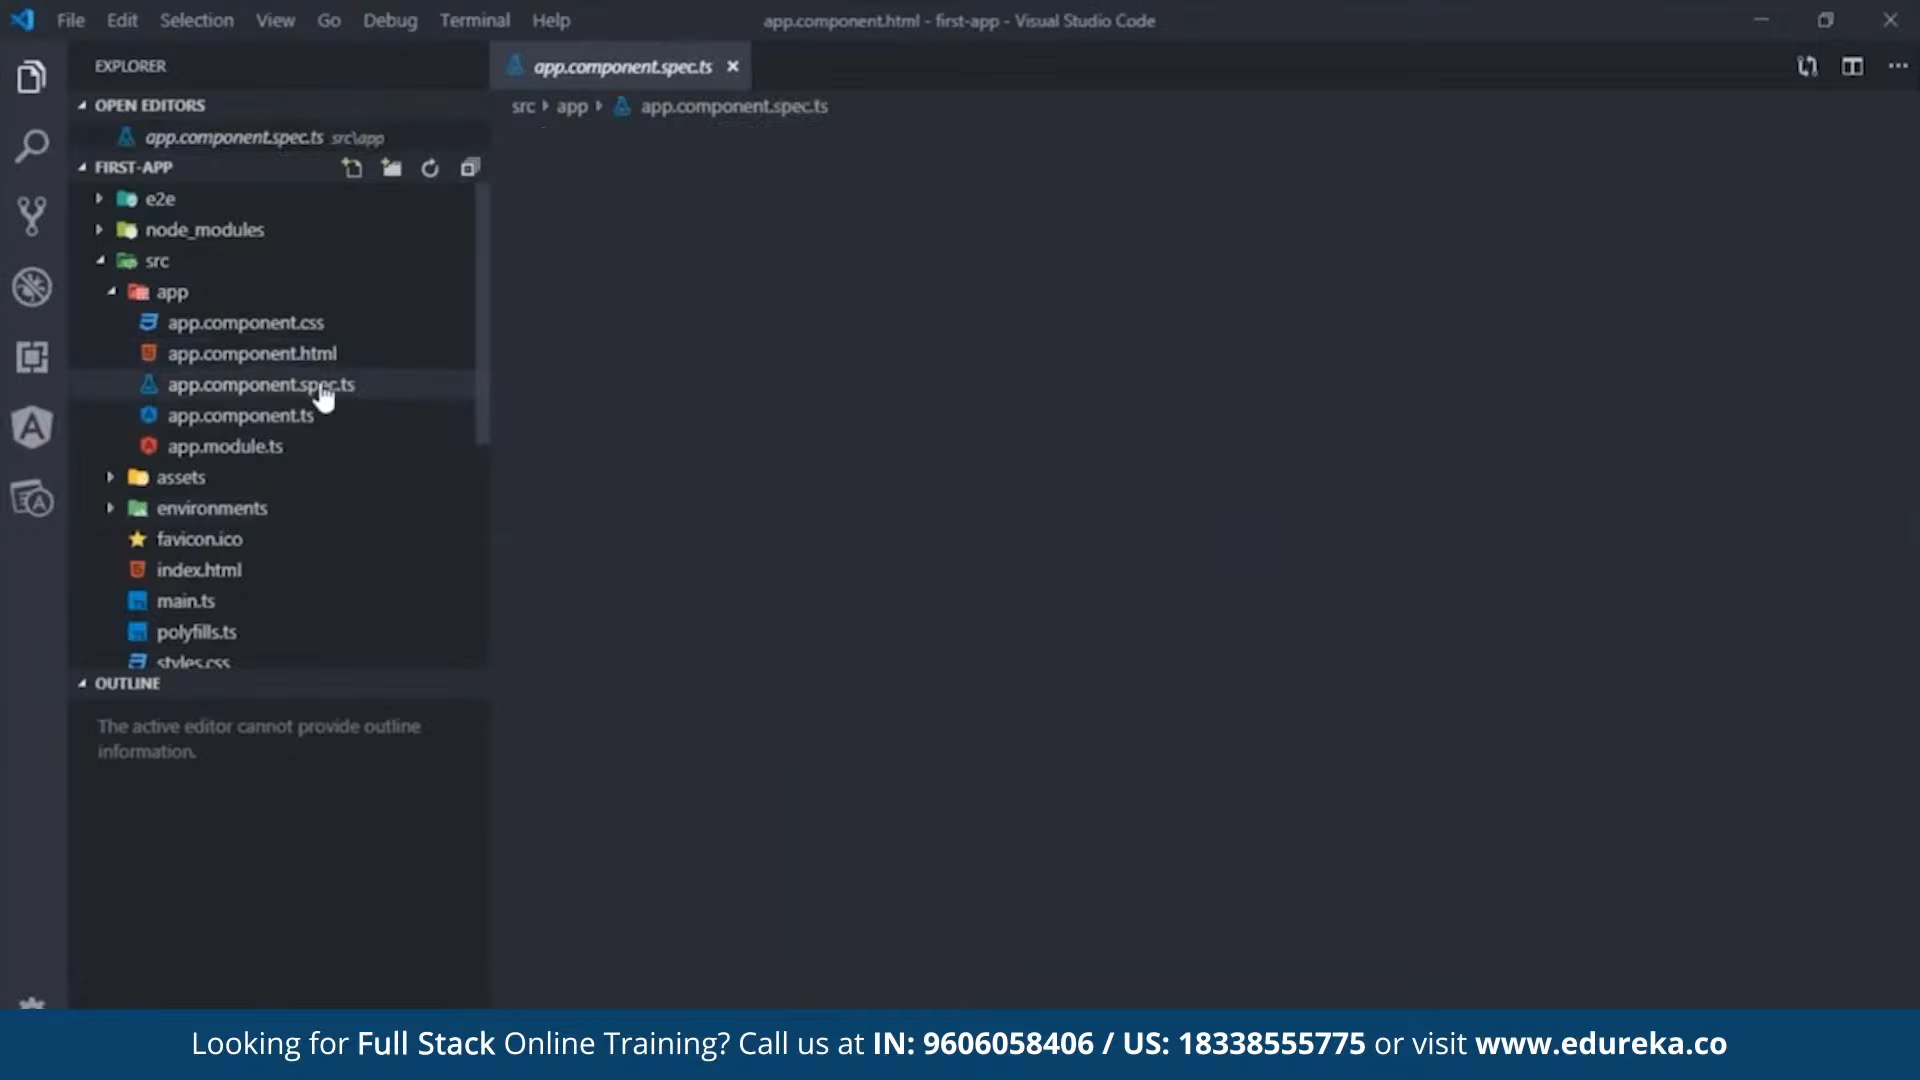 File Edit Selection View Go Debug Terminal Help
app.component.html - first-app - Visual Studio Code
EXPLORER
app.component.spec.ts
OPEN EDITORS
src app app.component.spec.ts
app.component.spec.ts src\app
FIRST-APP
e2e
node_modules
src
app
app.component.css
app.component.html
app.component.spec.ts
app.component.ts
app.module.ts
assets
environments
favicon.ico
index.html
main.ts
polyfills.ts
styles.css
OUTLINE
The active editor cannot provide outline
information.
Looking for Full Stack Online Training? Call us at IN: 9606058406 / US: 18338555775 or visit www.edureka.co